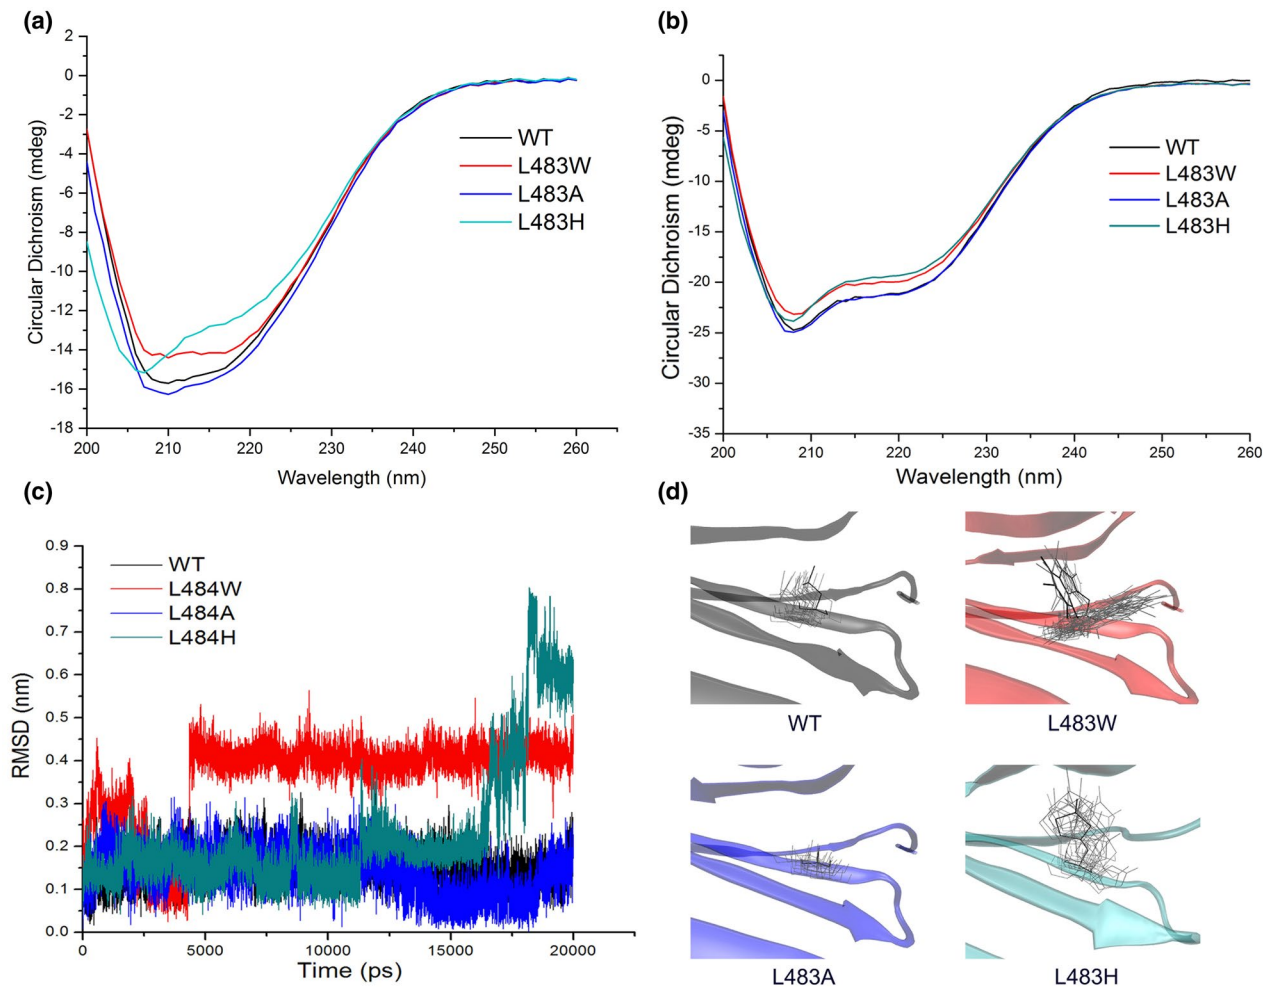 (a)
2
0
-2
-4
-6
-8
-10
-12
-14
-16
-18
Circular Dichroism (mdeg)
WT
L483W
L483A
L483H
200 210 220 230 240 250 260
Wavelength (nm)
(b)
0
-5
-10
-15
-20
-25
-30
-35
Circular Dichroism (mdeg)
WT
L483W
L483A
L483H
200 210 220 230 240 250 260
Wavelength (nm)
(c)
0.9
0.8
0.7
0.6
0.5
0.4
0.3
0.2
0.1
0.0
RMSD (nm)
WT
L484W
L484A
L484H
0 5000 10000 15000 20000
Time (ps)
(d)
WT
L483W
L483A
L483H